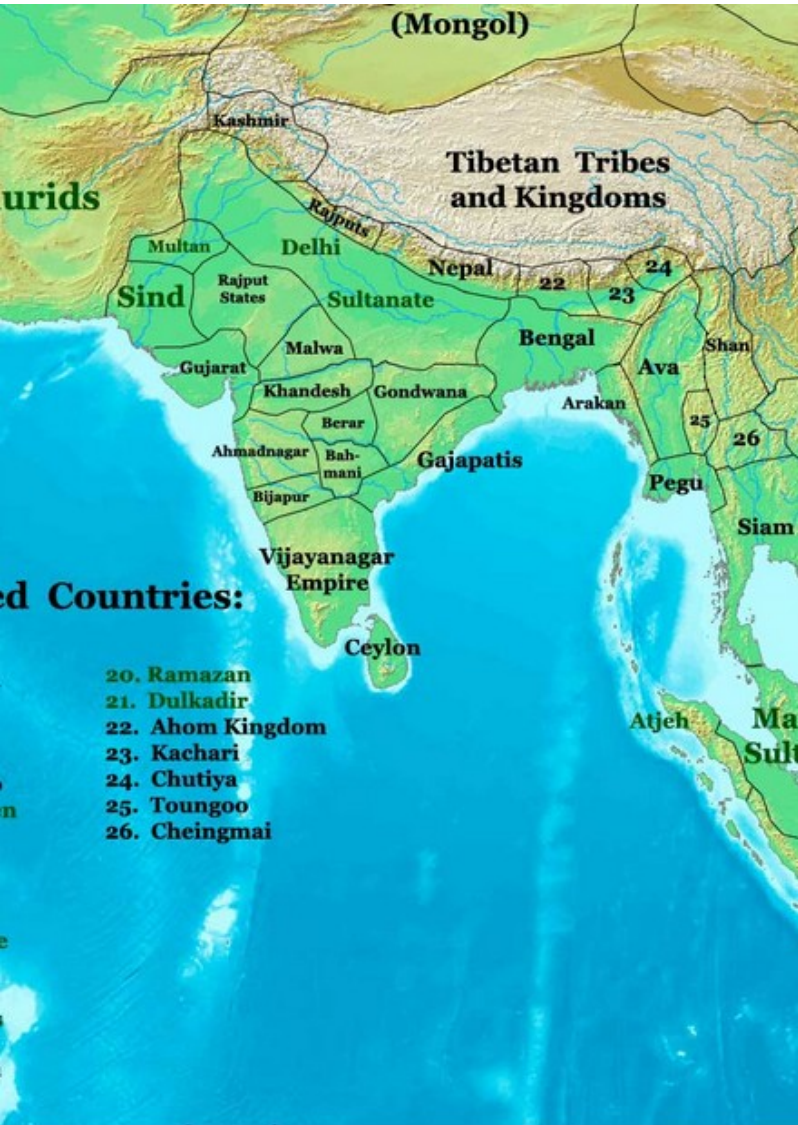 (Mongol)
Kashmir
Tibetan Tribes
and Kingdoms
urids
Rajputs
Multan
Delhi
Nepal
22
23
24
Sind
Rajput
States
Sultanate
Bengal
Shan
Malwa
Gujarat
Ava
Khandesh
Gondwana
Arakan
Berar
25
26
Ahmadnagar
Bah-
mani
Gajapatis
Bijapur
Pegu
Siam
Vijayanagar
Empire
ed Countries:
Ceylon
20. Ramazan
21. Dulkadir
22. Ahom Kingdom
23. Kachari
24. Chutiya
25. Toungoo
26. Cheingmai
Atjeh
Ma
Sult
n
e